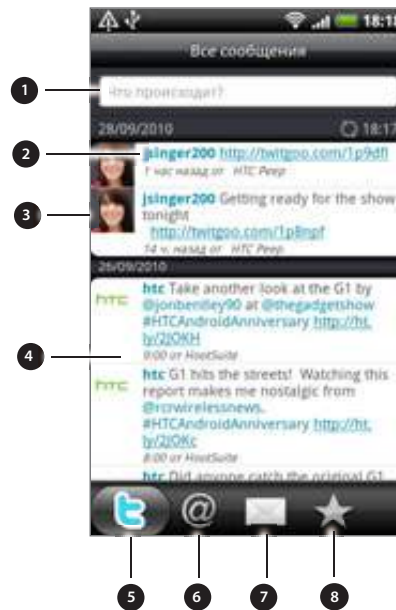 18:18
Все сообщения
1
Что происходит?
28/09/2010 18:17
2
jsinger200 http://twitgoo.com/1p9dfl
1 час назад от HTC Peep
3
jsinger200 Getting ready for the show
tonight
http://twitgoo.com/1p8npf
14 ч. назад от HTC Peep
26/09/2010
htc
htc Take another look at the G1 by
@jonbentley90 at @thegadgetshow
#HTCAndroidAnniversary http://ht.
ly/2JOKH
4
9:00 от HootSuite
htc
htc G1 hits the streets! Watching this
report makes me nostalgic from
@rcrwirelessnews.
#HTCAndroidAnniversary http://ht.
ly/2JOKc
8:00 от HootSuite
htc Did anyone catch the original G1
@
5
6
7
8